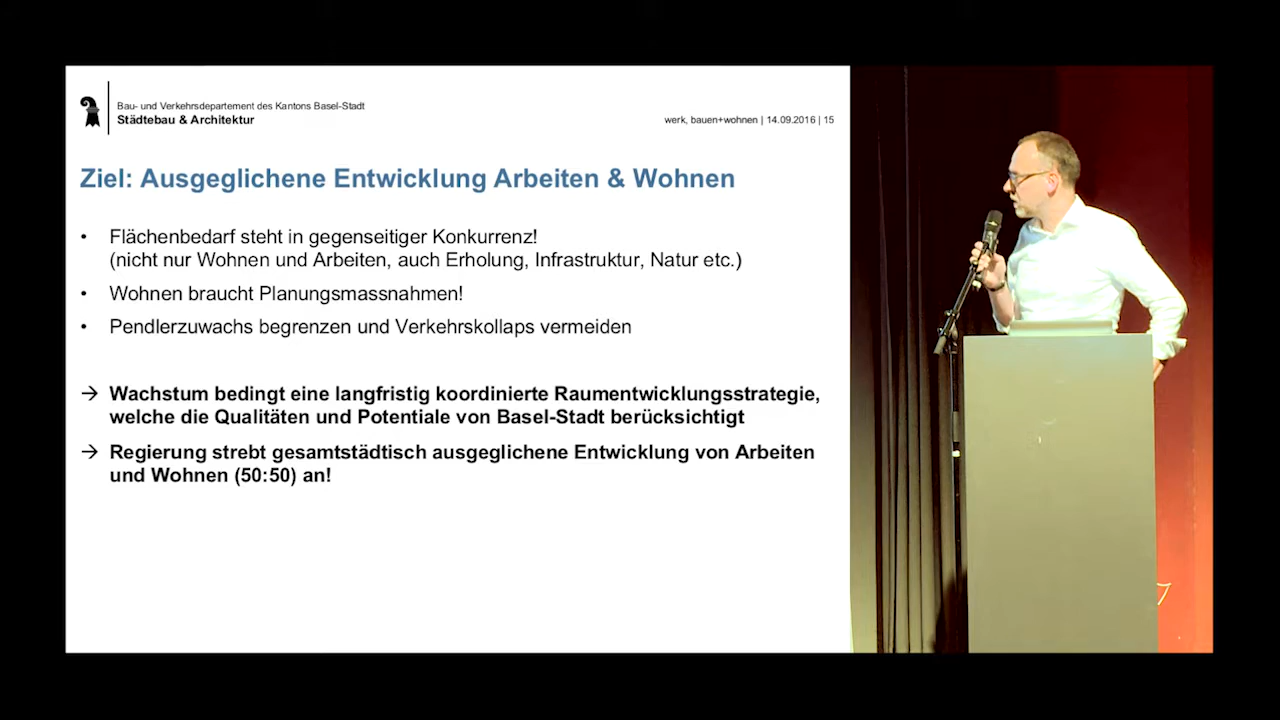 Bau- und Verkehrsdepartement des Kantons Basel-Stadt
Städtebau & Architektur
werk, bauen+wohnen | 14.09.2016 | 15
Ziel: Ausgeglichene Entwicklung Arbeiten & Wohnen
• Flächenbedarf steht in gegenseitiger Konkurrenz!
(nicht nur Wohnen und Arbeiten, auch Erholung, Infrastruktur, Natur etc.)
• Wohnen braucht Planungsmassnahmen!
• Pendlerzuwachs begrenzen und Verkehrskollaps vermeiden
→ Wachstum bedingt eine langfristig koordinierte Raumentwicklungsstrategie,
welche die Qualitäten und Potentiale von Basel-Stadt berücksichtigt
→ Regierung strebt gesamtstädtisch ausgeglichene Entwicklung von Arbeiten
und Wohnen (50:50) an!